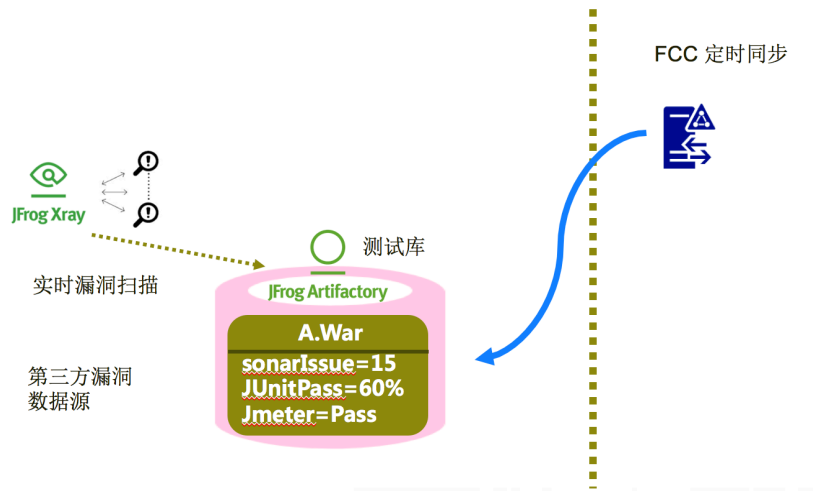 FCC 定时同步
JFrog Xray
实时漏洞扫描
测试库
JFrog Artifactory
A.War
sonarIssue=15
JUnitPass=60%
Jmeter=Pass
第三方漏洞
数据源